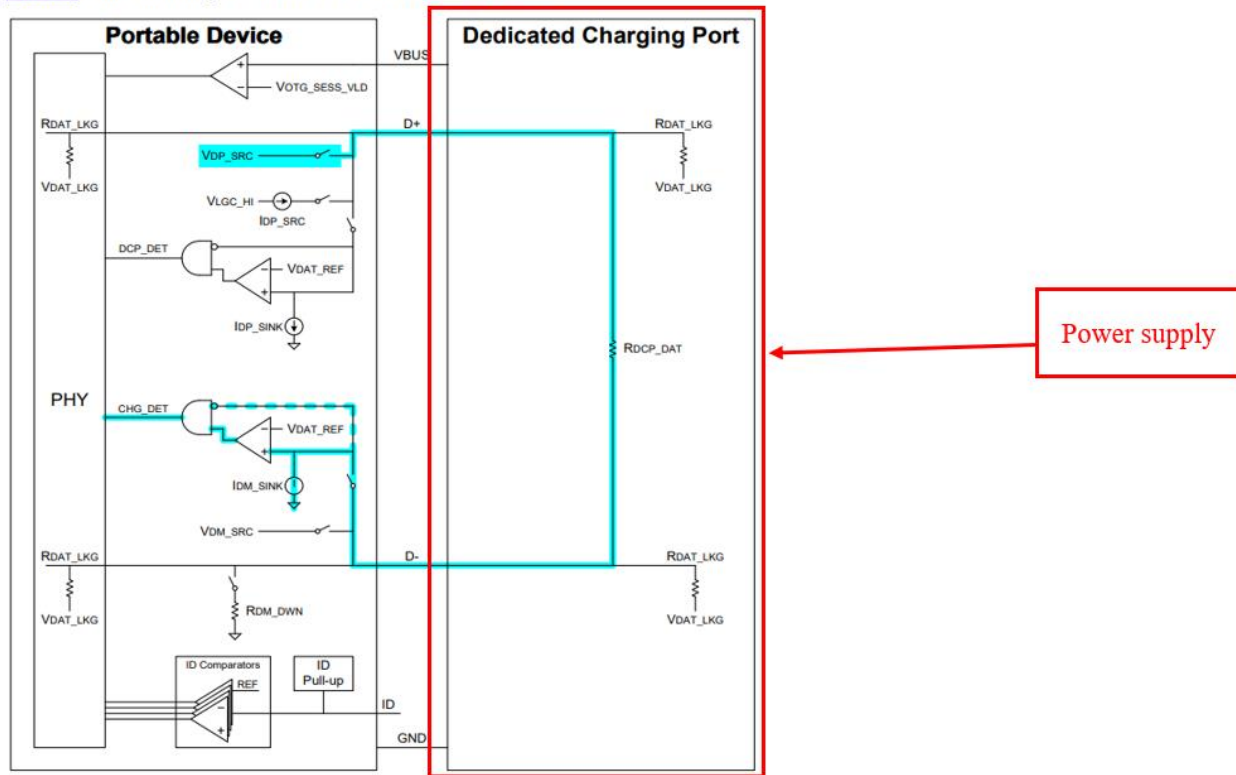 Portable Device
Dedicated Charging Port
VBUS
VOTG_SESS_VLD
RDAT_LKG
D+
RDAT_LKG
VDP_SRC
VDAT_LKG
VDAT_LKG
VLGC_HI
IDP_SRC
DCP_DET
VDAT_REF
IDP_SINK
Power supply
RDCP_DAT
PHY
CHG_DET
VDAT_REF
IDM_SINK
VDM_SRC
RDAT_LKG
D-
RDAT_LKG
RDM_DWN
VDAT_LKG
VDAT_LKG
ID Comparators
REF
ID
Pull-up
ID
GND